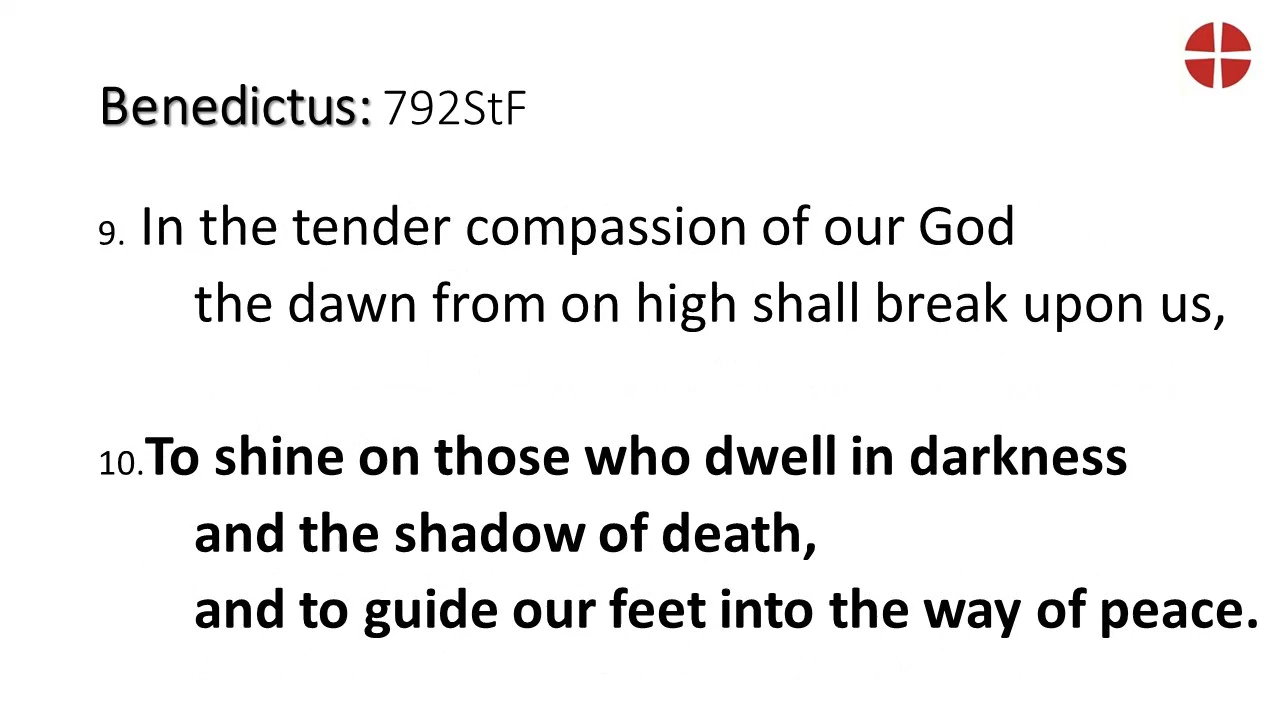 Benedictus: 792StF
9. In the tender compassion of our God
the dawn from on high shall break upon us,
10.To shine on those who dwell in darkness
and the shadow of death,
and to guide our feet into the way of peace.